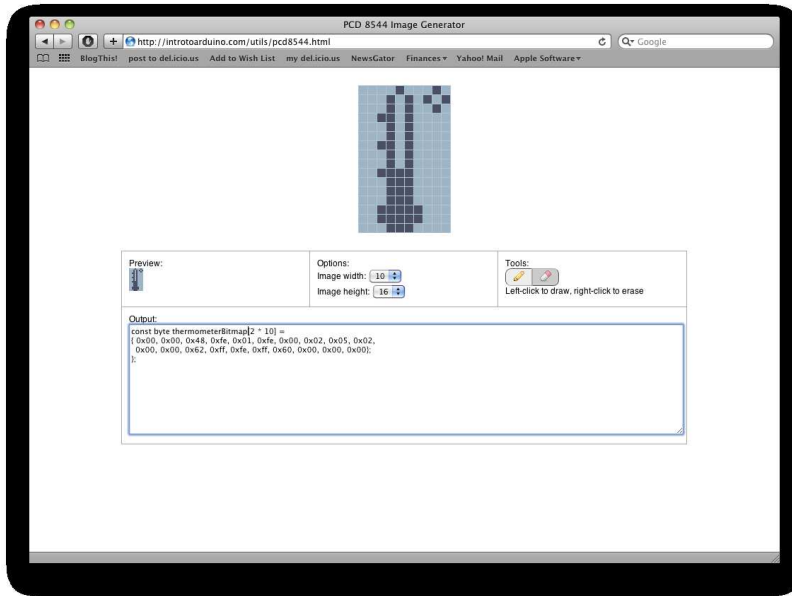 PCD 8544 Image Generator
http://introtoarduino.com/utils/pcd8544.html
Google
BlogThis! post to del.icio.us Add to Wish List my del.icio.us NewsGator Finances Yahoo! Mail Apple Software
Preview:
Options:
Image width: 10
Image height: 16
Tools:
Left-click to draw, right-click to erase
Output:
const byte thermometerBitmap[2 * 10] =
{ 0x00, 0x00, 0x48, 0xfe, 0x01, 0xfe, 0x00, 0x02, 0x05, 0x02,
0x00, 0x00, 0x62, 0xff, 0xfe, 0xff, 0x60, 0x00, 0x00, 0x00};
};